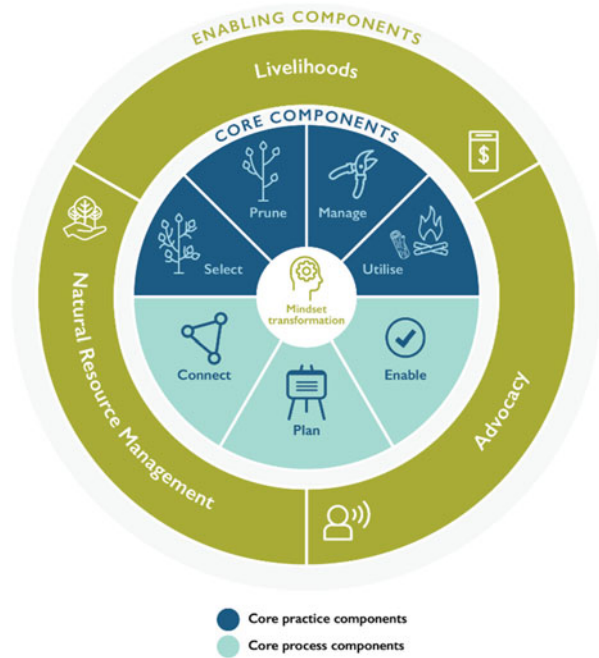 ENABLING COMPONENTS
Livelihoods
CORE COMPONENTS
$
Prune
Manage
Select
Utilise
Mindset
transformation
Connect
Enable
Plan
Natural Resource Management
Advocacy
Core practice components
Core process components